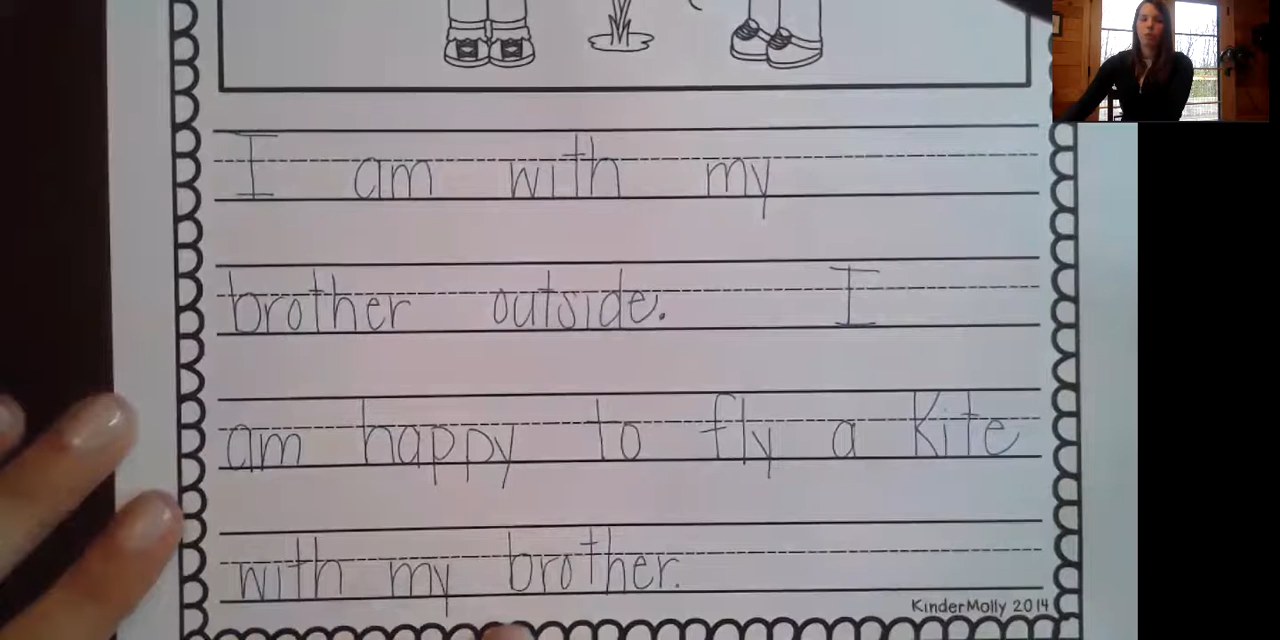 I am with my
brother outside. I
am happy to fly a kite
with my brother.
KinderMolly 2014